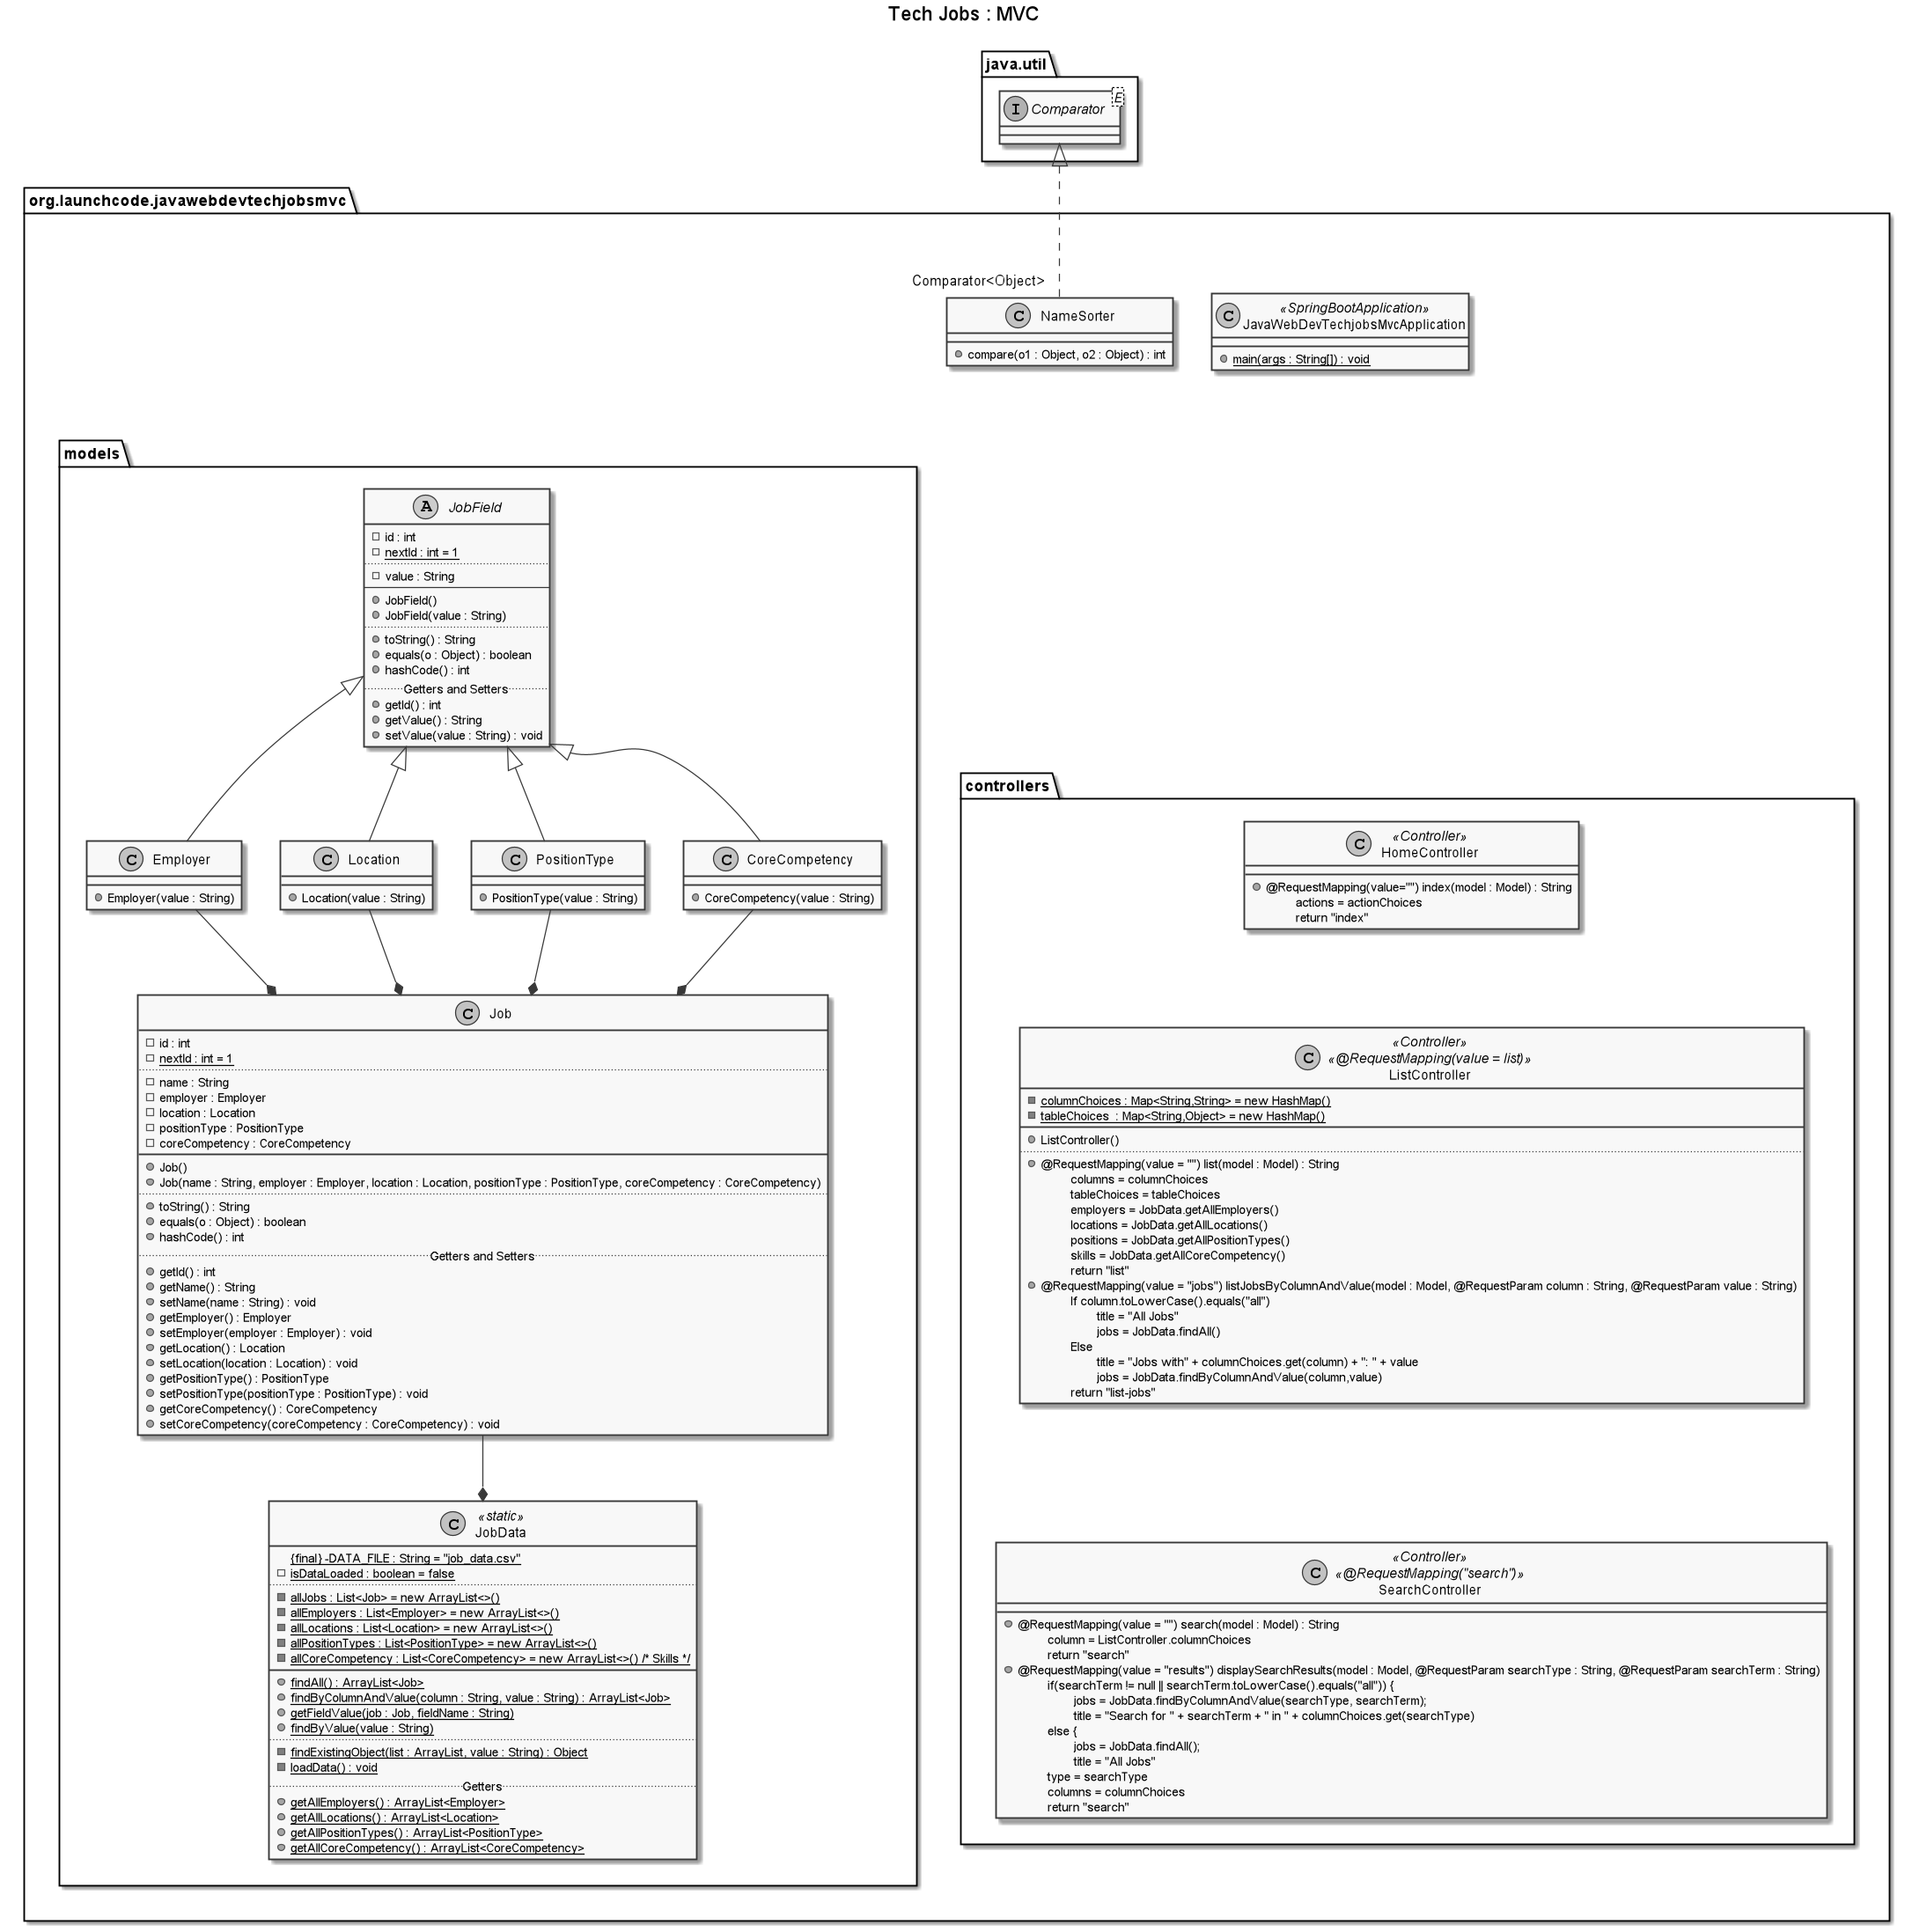 Tech Jobs : MVC
java.util
I
Comparator
E
org.launchcode.javawebdevtechjobsmvc
Comparator<Object>
C
NameSorter
compare(o1 : Object, o2 : Object) : int
«SpringBootApplication»
C
JavaWebDevTechjobsMvcApplication
main(args : String[]) : void
models
A
JobField
id : int
nextId : int = 1
value : String
JobField()
JobField(value : String)
toString() : String
equals(o : Object) : boolean
hashCode() : int
Getters and Setters
getId() : int
getValue() : String
setValue(value : String) : void
C
Employer
Employer(value : String)
C
Location
Location(value : String)
C
PositionType
PositionType(value : String)
C
CoreCompetency
CoreCompetency(value : String)
C
Job
id : int
nextId : int = 1
name : String
employer : Employer
location : Location
positionType : PositionType
coreCompetency : CoreCompetency
Job()
Job(name : String, employer : Employer, location : Location, positionType : PositionType, coreCompetency : CoreCompetency)
toString() : String
equals(o : Object) : boolean
hashCode() : int
Getters and Setters
getId() : int
getName() : String
setName(name : String) : void
getEmployer() : Employer
setEmployer(employer : Employer) : void
getLocation() : Location
setLocation(location : Location) : void
getPositionType() : PositionType
setPositionType(positionType : PositionType) : void
getCoreCompetency() : CoreCompetency
setCoreCompetency(coreCompetency : CoreCompetency) : void
«static»
C
JobData
{final} -DATA_FILE : String = "job_data.csv"
isDataLoaded : boolean = false
allJobs : List<Job> = new ArrayList<>()
allEmployers : List<Employer> = new ArrayList<>()
allLocations : List<Location> = new ArrayList<>()
allPositionTypes : List<PositionType> = new ArrayList<>()
allCoreCompetency : List<CoreCompetency> = new ArrayList<>() /* Skills */
findAll() : ArrayList<Job>
findByColumnAndValue(column : String, value : String) : ArrayList<Job>
getFieldValue(job : Job, fieldName : String)
findByValue(value : String)
findExistingObject(list : ArrayList, value : String) : Object
loadData() : void
Getters
getAllEmployers() : ArrayList<Employer>
getAllLocations() : ArrayList<Location>
getAllPositionTypes() : ArrayList<PositionType>
getAllCoreCompetency() : ArrayList<CoreCompetency>
controllers
«Controller»
C
HomeController
@RequestMapping(value="") index(model : Model) : String
actions = actionChoices
return "index"
«Controller»
C
«@RequestMapping(value = list)»
ListController
columnChoices : Map<String,String> = new HashMap()
tableChoices  : Map<String,Object> = new HashMap()
ListController()
@RequestMapping(value = "") list(model : Model) : String
columns = columnChoices
tableChoices = tableChoices
employers = JobData.getAllEmployers()
locations = JobData.getAllLocations()
positions = JobData.getAllPositionTypes()
skills = JobData.getAllCoreCompetency()
return "list"
@RequestMapping(value = "jobs") listJobsByColumnAndValue(model : Model, @RequestParam column : String, @RequestParam value : String)
If column.toLowerCase().equals("all")
title = "All Jobs"
jobs = JobData.findAll()
Else
title = "Jobs with" + columnChoices.get(column) + ": " + value
jobs = JobData.findByColumnAndValue(column,value)
return "list-jobs"
«Controller»
C
«@RequestMapping("search")»
SearchController
@RequestMapping(value = "") search(model : Model) : String
column = ListController.columnChoices
return "search"
@RequestMapping(value = "results") displaySearchResults(model : Model, @RequestParam searchType : String, @RequestParam searchTerm : String)
if(searchTerm != null || searchTerm.toLowerCase().equals("all")) {
jobs = JobData.findByColumnAndValue(searchType, searchTerm);
title = "Search for " + searchTerm + " in " + columnChoices.get(searchType)
else {
jobs = JobData.findAll();
title = "All Jobs"
type = searchType
columns = columnChoices
return "search"